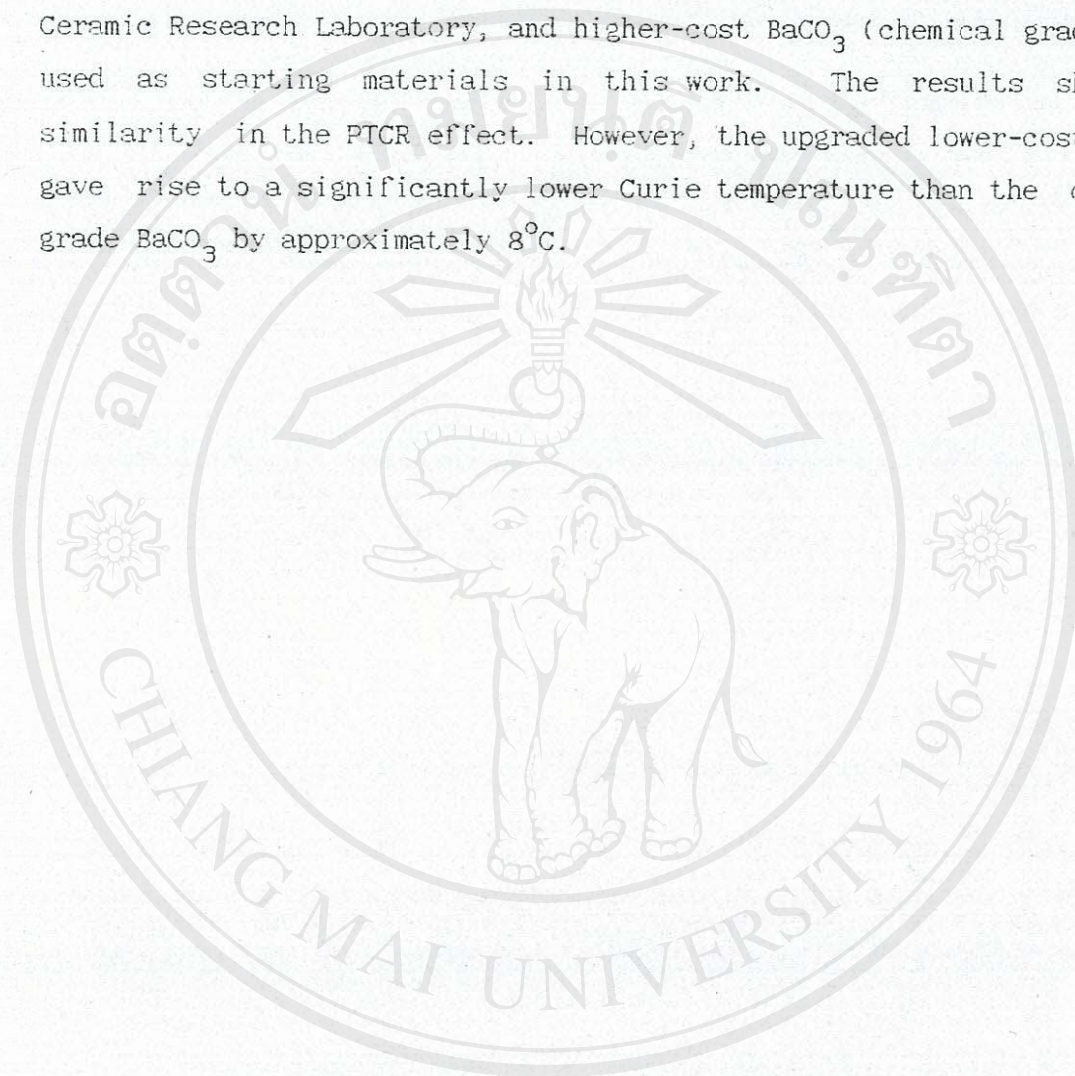 Ceramic Research Laboratory, and higher-cost BaCO₃ (chemical grad
used as starting materials in this work. The results s
similarity in the PTCR effect. However, the upgraded lower-cost
gave rise to a significantly lower Curie temperature than the
grade BaCO₃ by approximately 8°C.
CHIANG MAI UNIVERSITY 1964